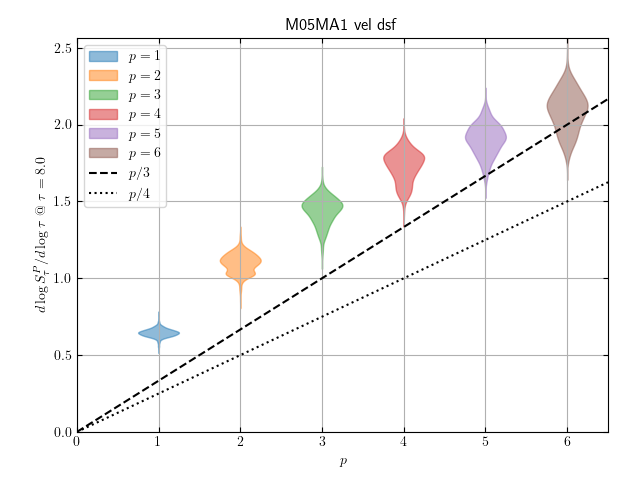 M05MA1 vel dsf
p = 1
p = 2
p = 3
p = 4
p = 5
p = 6
p/3
p/4
d log S_τ^P / d log τ @ τ = 8.0
2.5
2.0
1.5
1.0
0.5
0.0
0 1 2 3 4 5 6
p